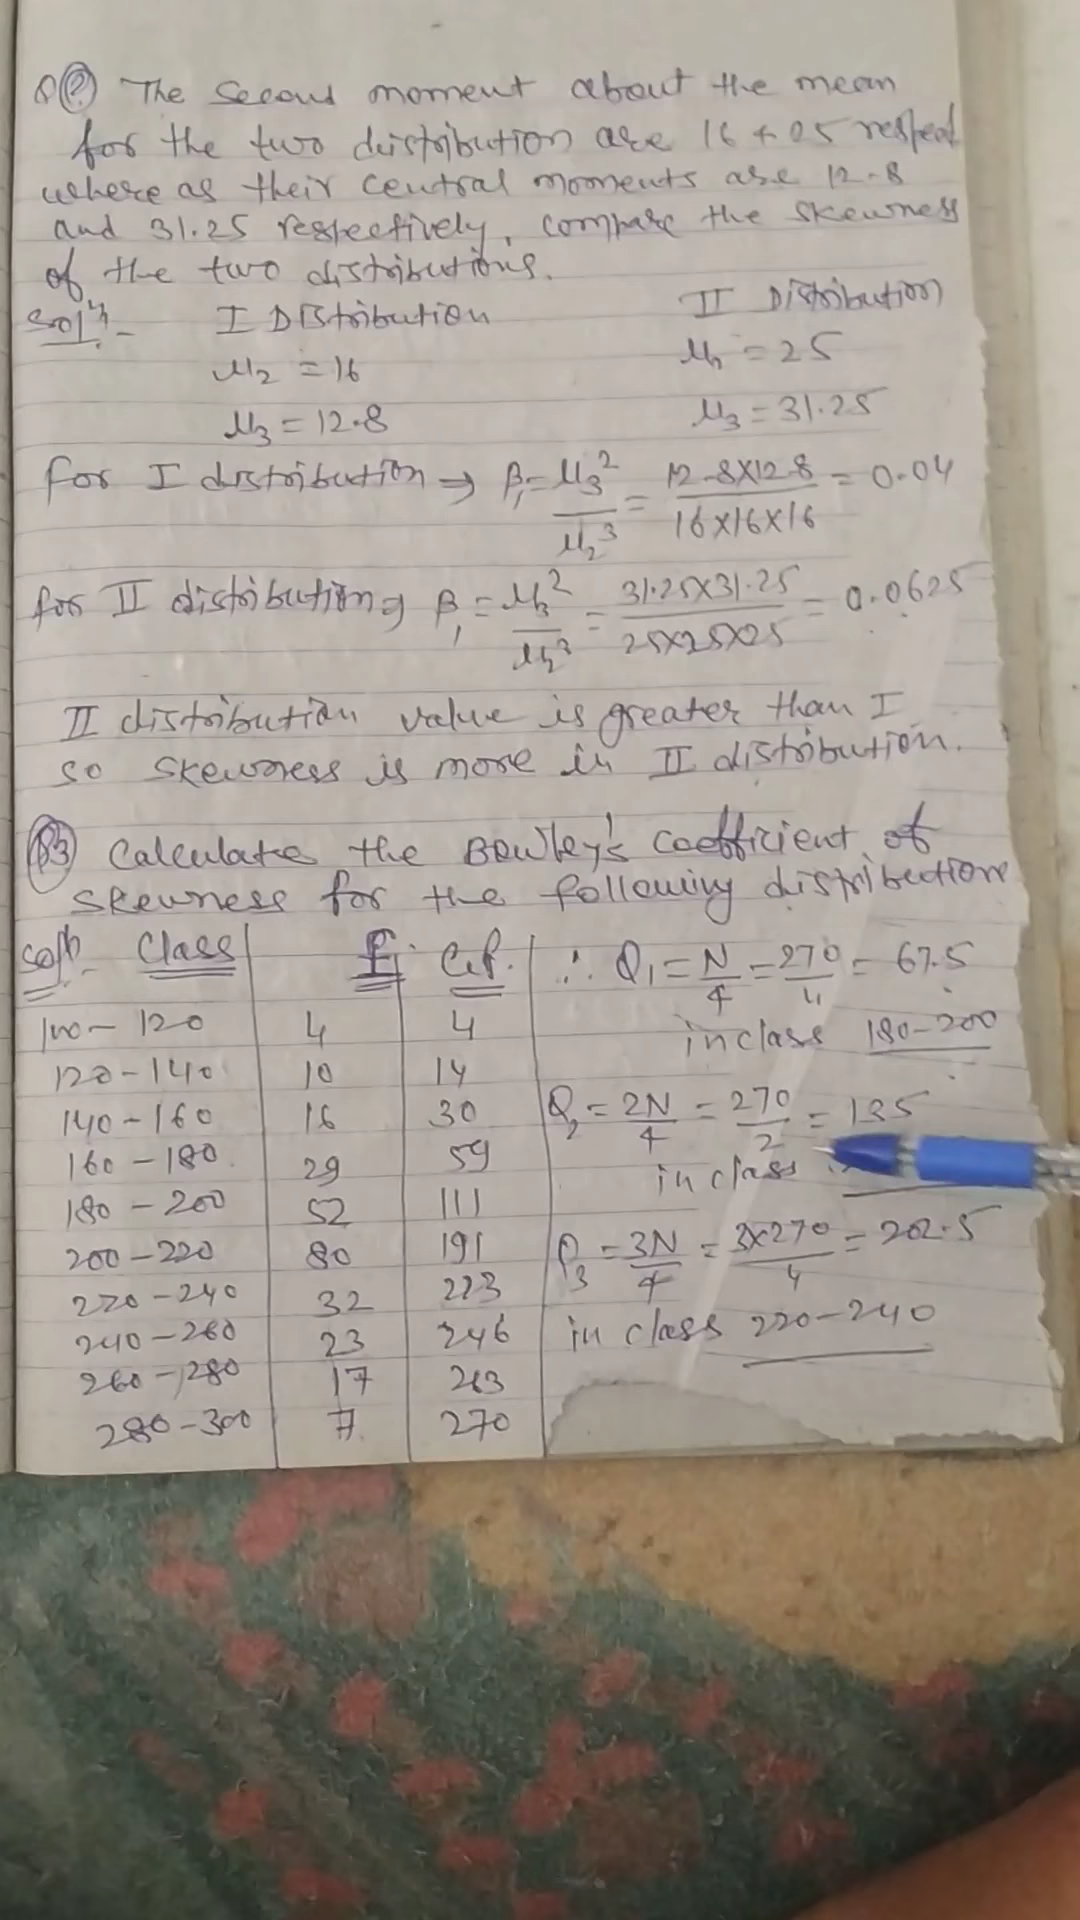 Q② The Second moment about the mean
for the two distribution are 16 & 25 respect
where as their Central moments are 12.8
and 31.25 respectively, compare the skewness
of the two distributions.
Solⁿ:- I Distribution II Distribution
μ₂ = 16 μ₂ = 25
μ₃ = 12.8 μ₃ = 31.25
for I distribution → β₁ = μ₃²/μ₂³ = 12.8×12.8/16×16×16 = 0.04
for II distribution → β₁ = μ₃²/μ₂³ = 31.25×31.25/25×25×25 = 0.0625
II distribution value is greater than I
so skewness is more in II distribution.
Q3 Calculate the Bowley's Coefficient of
skewness for the following distribution
Solⁿ Class f C.f. ∴ Q₁ = N/4 = 270/4 = 67.5
100 - 120 4 4 in class 180-200
120-140 10 14
140-160 16 30 Q₂ = 2N/4 = 270/2 = 135
160-180 29 59 in class
180-200 52 111
200-220 80 191 Q₃ = 3N/4 = 3×270/4 = 202.5
220-240 32 223
240-260 23 246 in class 220-240
260-280 17 263
280-300 7 270